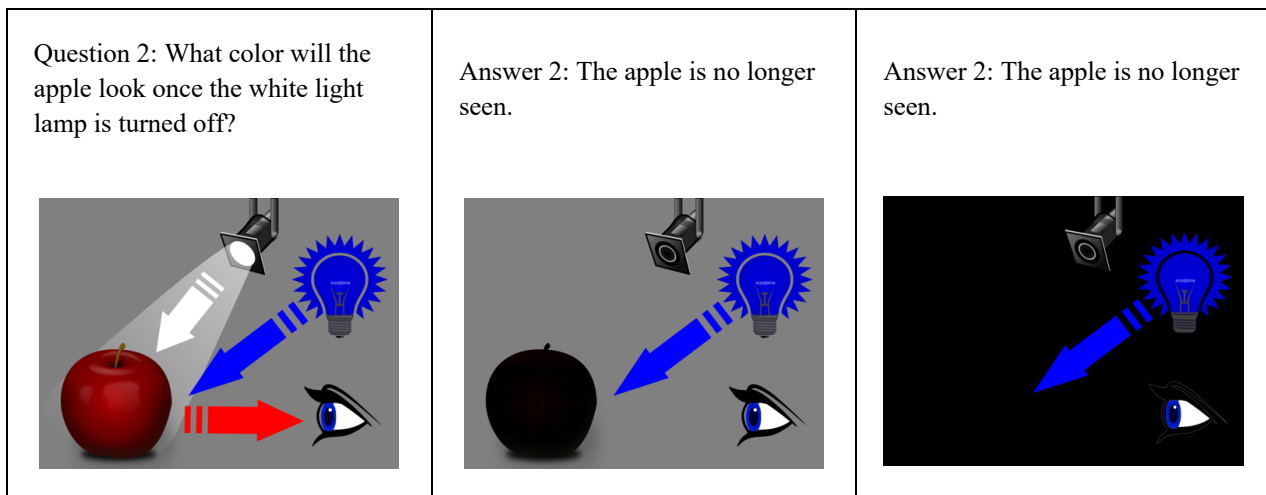 Question 2: What color will the
apple look once the white light
lamp is turned off?
Answer 2: The apple is no longer
seen.
Answer 2: The apple is no longer
seen.